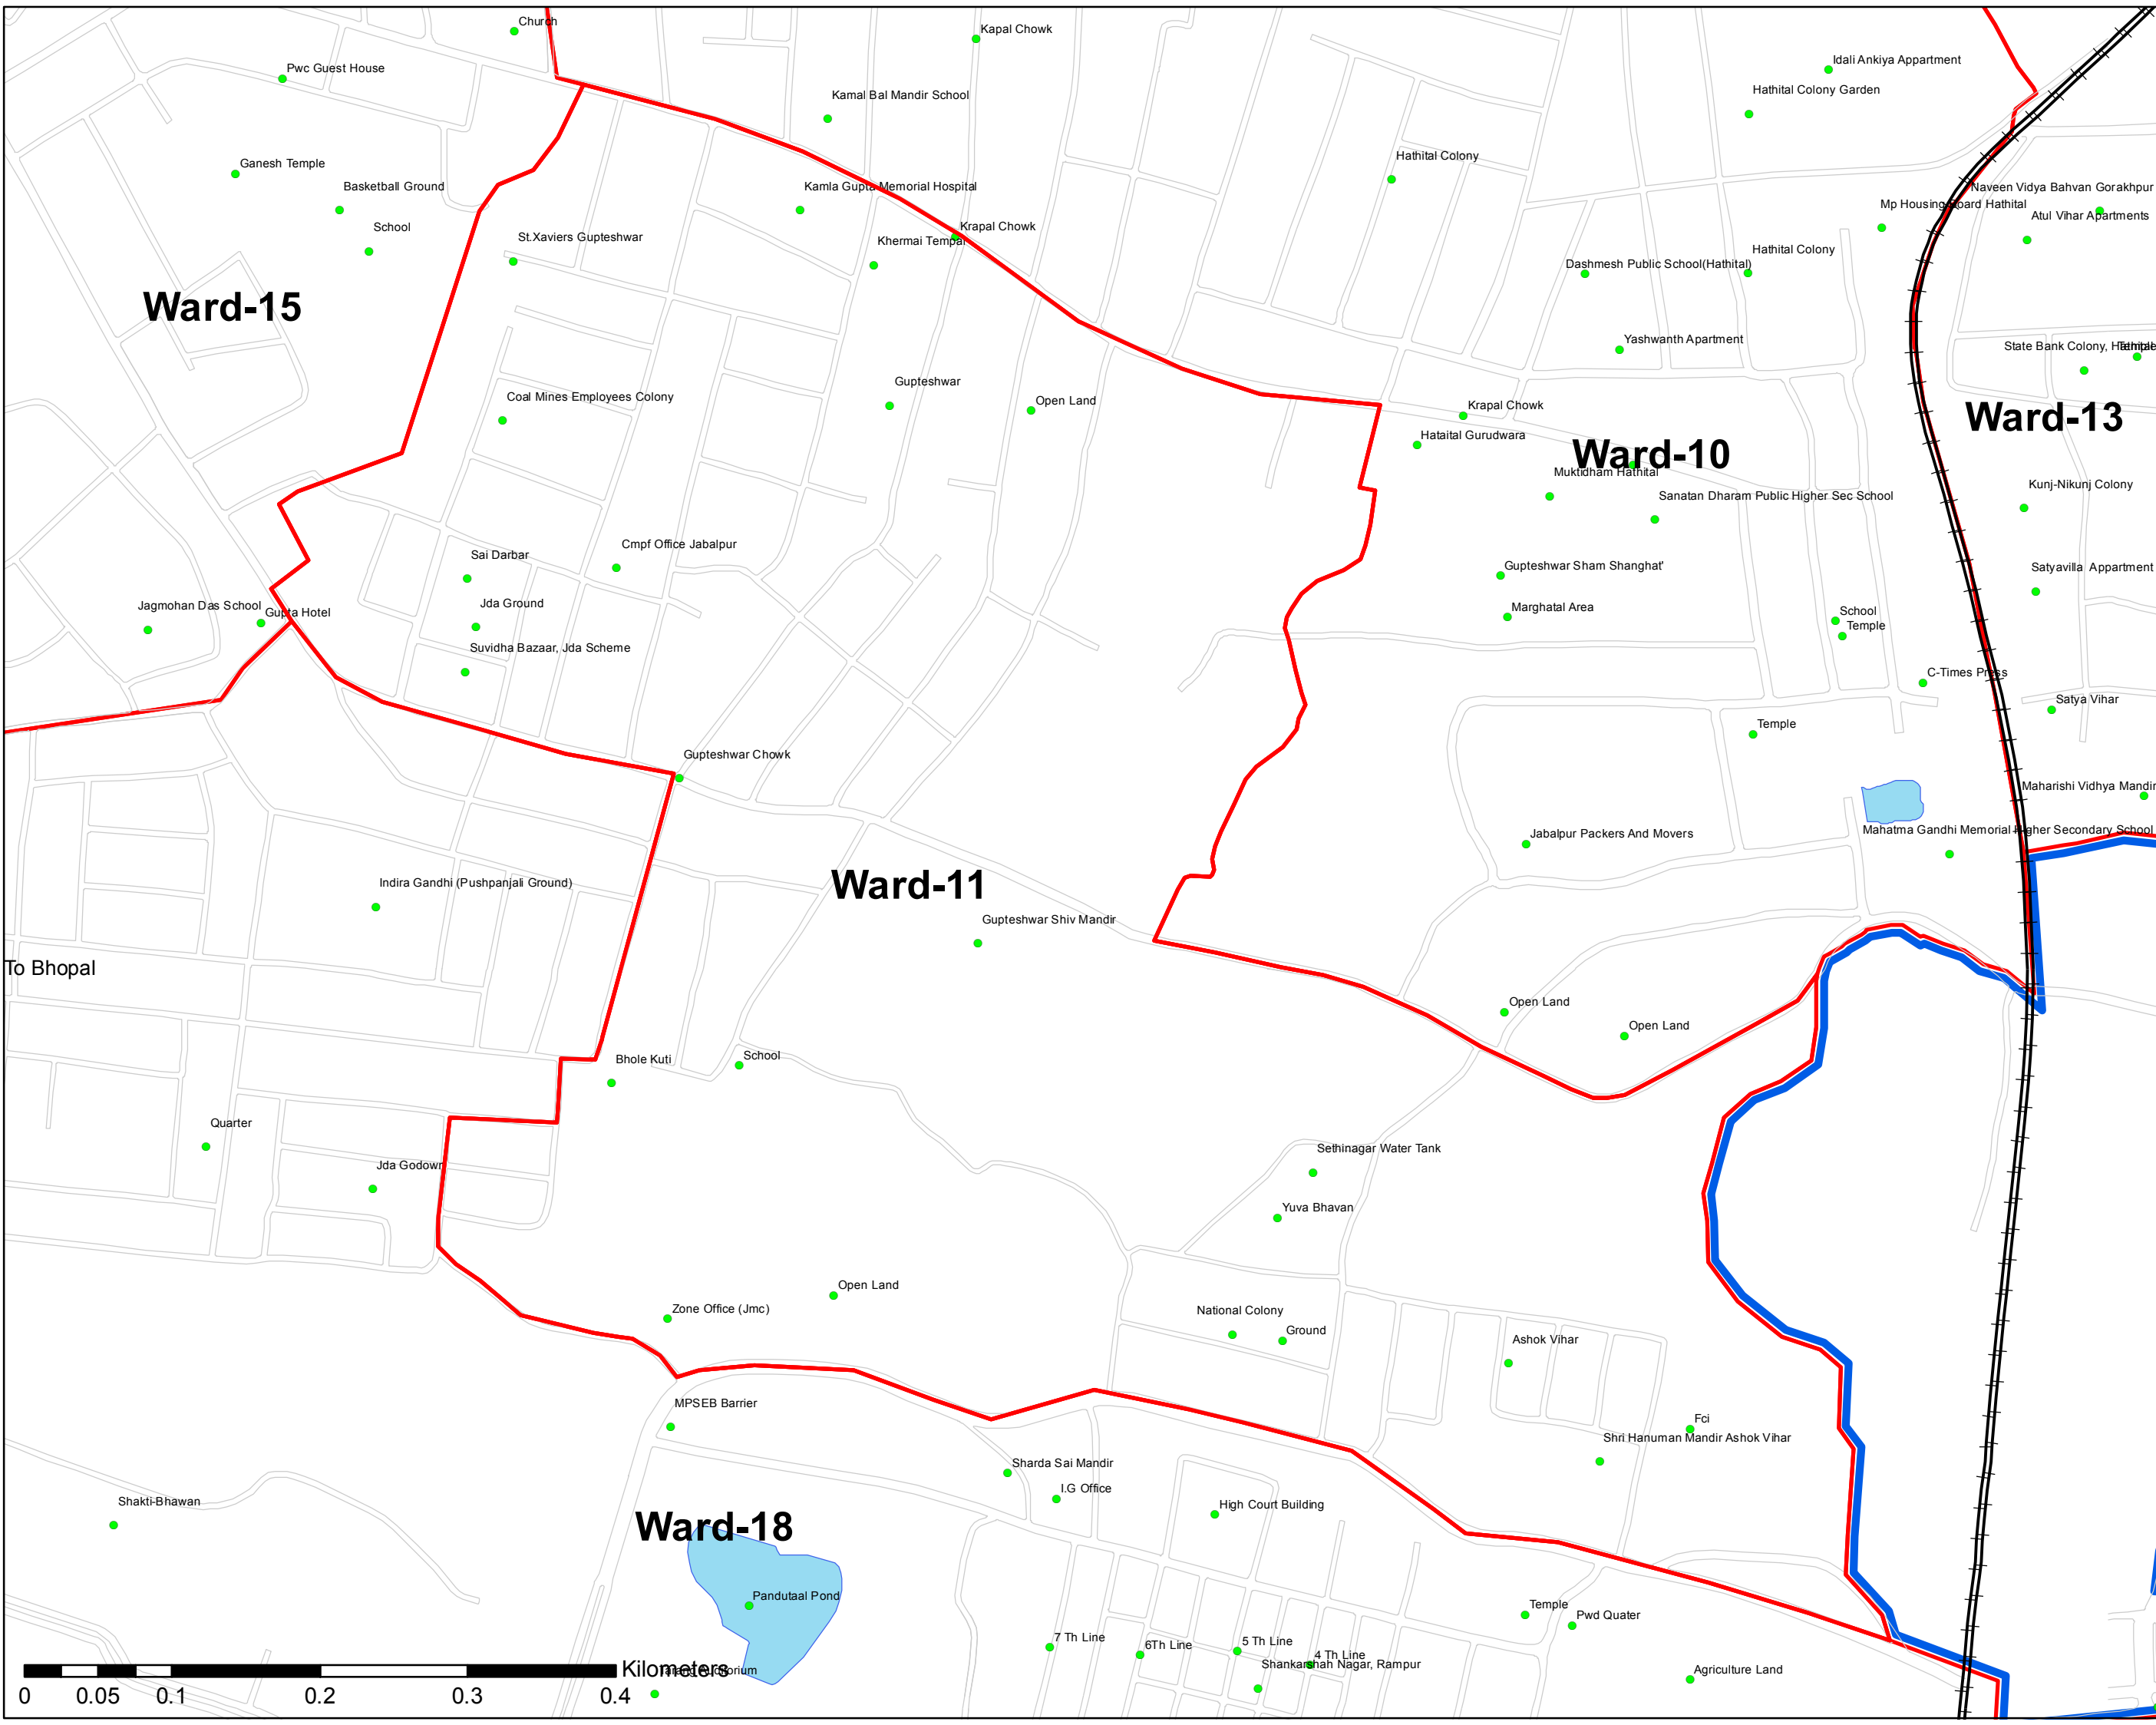 Church
Kapal Chowk
Pwc Guest House
Idali Ankiya Appartment
Hathital Colony Garden
Kamal Bal Mandir School
Hathital Colony
Ganesh Temple
Basketball Ground
Kamla Gupta Memorial Hospital
Naveen Vidya Bahvan Gorakhpur
Mp Housing Board Hathital
Atul Vihar Apartments
School
St.Xaviers Gupteshwar
Krapal Chowk
Khermai Tempal
Hathital Colony
Dashmesh Public School(Hathital)
Ward-15
Yashwanth Apartment
State Bank Colony, Hathital
Temple
Gupteshwar
Coal Mines Employees Colony
Open Land
Krapal Chowk
Ward-13
Hataital Gurudwara
Ward-10
Muktidham Hathital
Kunj-Nikunj Colony
Sanatan Dharam Public Higher Sec School
Cmpf Office Jabalpur
Sai Darbar
Gupteshwar Sham Shanghat'
Satyavilla Appartment
Jda Ground
Jagmohan Das School
Gupta Hotel
Marghatal Area
School
Temple
Suvidha Bazaar, Jda Scheme
C-Times Press
Satya Vihar
Temple
Gupteshwar Chowk
Maharishi Vidhya Mandir
Jabalpur Packers And Movers
Mahatma Gandhi Memorial Higher Secondary School
Indira Gandhi (Pushpanjali Ground)
Ward-11
Gupteshwar Shiv Mandir
To Bhopal
Open Land
Open Land
Bhole Kuti
School
Quarter
Sethinagar Water Tank
Jda Godown
Yuva Bhavan
Open Land
Zone Office (Jmc)
National Colony
Ground
Ashok Vihar
MPSEB Barrier
Fci
Shri Hanuman Mandir Ashok Vihar
Sharda Sai Mandir
I.G Office
Shakti-Bhawan
High Court Building
Ward-18
Pandutaal Pond
Temple
Pwd Quater
7 Th Line
6Th Line
5 Th Line
4 Th Line
Shankarshah Nagar, Rampur
Kilometers
Agriculture Land
0 0.05 0.1 0.2 0.3 0.4